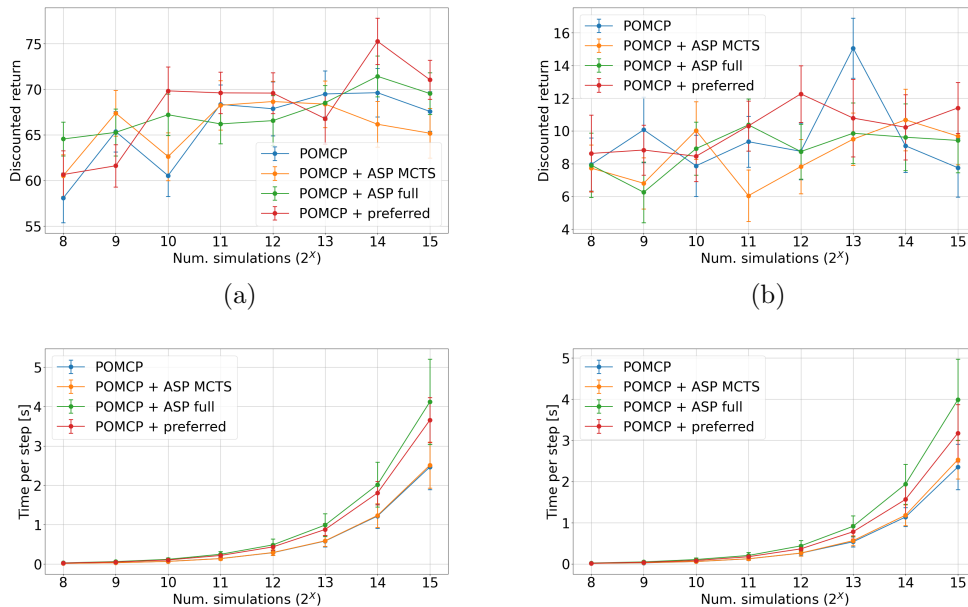 Discounted return
75
70
65
60
55
8 9 10 11 12 13 14 15
Num. simulations (2^X)
POMCP
POMCP + ASP MCTS
POMCP + ASP full
POMCP + preferred
(a)
Discounted return
16
14
12
10
8
6
4
8 9 10 11 12 13 14 15
Num. simulations (2^X)
POMCP
POMCP + ASP MCTS
POMCP + ASP full
POMCP + preferred
(b)
Time per step [s]
5
4
3
2
1
0
8 9 10 11 12 13 14 15
Num. simulations (2^X)
POMCP
POMCP + ASP MCTS
POMCP + ASP full
POMCP + preferred
Time per step [s]
5
4
3
2
1
0
8 9 10 11 12 13 14 15
Num. simulations (2^X)
POMCP
POMCP + ASP MCTS
POMCP + ASP full
POMCP + preferred